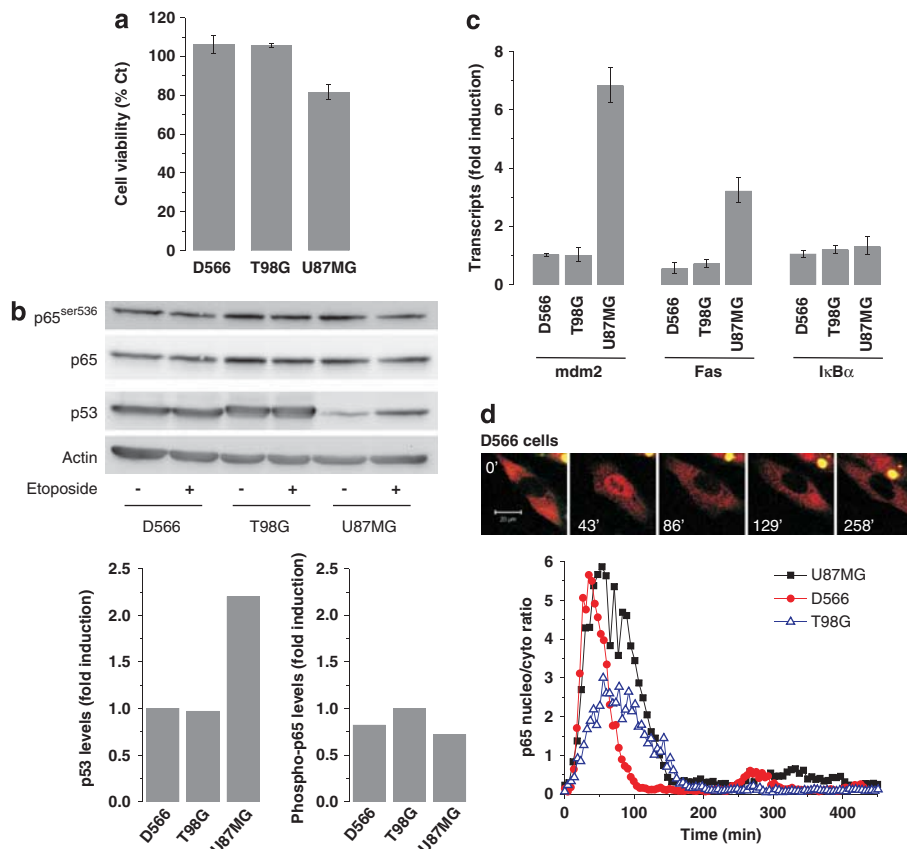 a
Cell viability (% Ct)
120
100
80
60
40
20
0
D566 T98G U87MG
b
p65ser536
p65
p53
Actin
Etoposide - + - + - +
D566 T98G U87MG
p53 levels (fold induction)
2.5
2.0
1.5
1.0
0.5
0.0
D566 T98G U87MG
Phospho-p65 levels (fold induction)
2.5
2.0
1.5
1.0
0.5
0.0
D566 T98G U87MG
c
Transcripts (fold induction)
8
6
4
2
0
D566 T98G U87MG D566 T98G U87MG D566 T98G U87MG
mdm2 Fas IκBα
d
D566 cells
0' 43' 86' 129' 258'
20 μm
p65 nucleo/cyto ratio
6
5
4
3
2
1
0
U87MG
D566
T98G
0 100 200 300 400
Time (min)